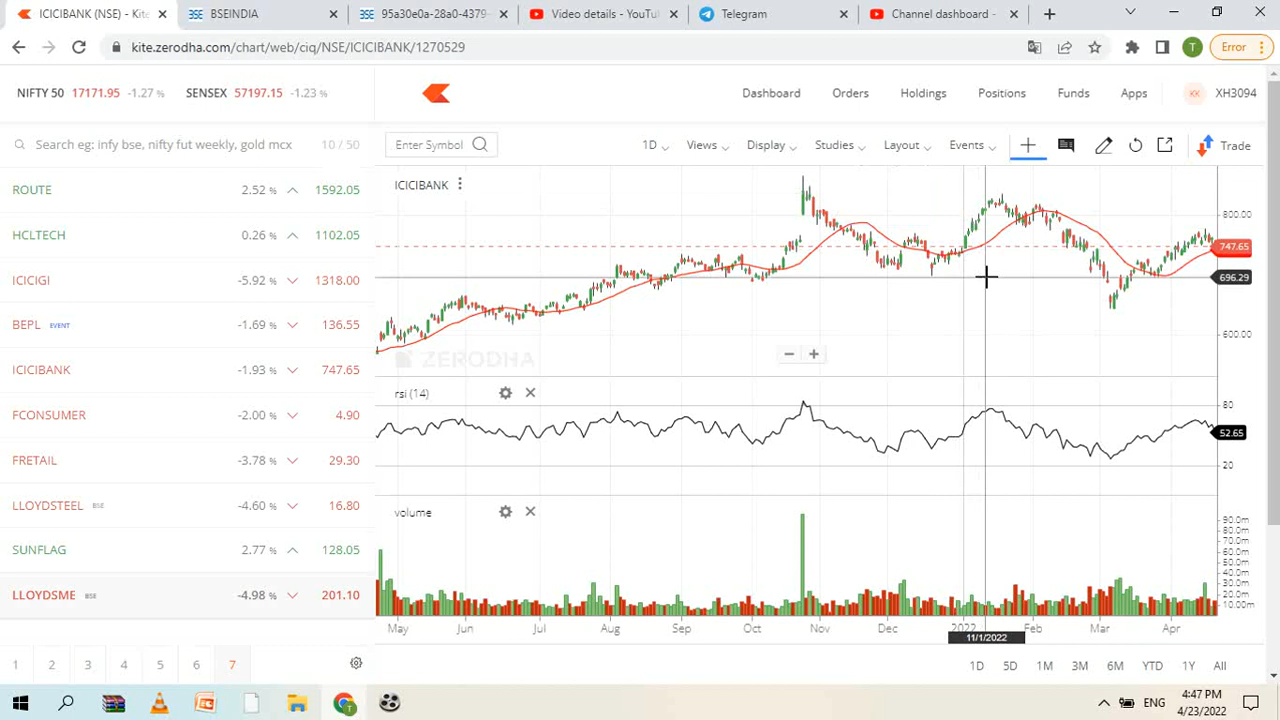 ICICIBANK (NSE) - Kite
BSEINDIA
95a30e0a-28a0-4379-
Video details - YouTu
Telegram
Channel dashboard -
kite.zerodha.com/chart/web/ciq/NSE/ICICIBANK/1270529
T
Error
NIFTY 50 17171.95 -1.27 % SENSEX 57197.15 -1.23 %
Dashboard Orders Holdings Positions Funds Apps KK XH3094
Search eg: infy bse, nifty fut weekly, gold mcx 10 / 50
Enter Symbol 1D Views Display Studies Layout Events Trade
ROUTE 2.52 % 1592.05
HCLTECH 0.26 % 1102.05
ICICIGI -5.92 % 1318.00
BEPL EVENT -1.69 % 136.55
ICICIBANK -1.93 % 747.65
FCONSUMER -2.00 % 4.90
FRETAIL -3.78 % 29.30
LLOYDSTEEL BSE -4.60 % 16.80
SUNFLAG 2.77 % 128.05
LLOYDSME BSE -4.98 % 201.10
1 2 3 4 5 6 7
ICICIBANK
800.00
747.65
696.29
600.00
ZERODHA
rsi (14)
80
52.65
20
volume
90.0m
80.0m
70.0m
60.0m
50.0m
40.0m
30.0m
20.0m
10.00m
May Jun Jul Aug Sep Oct Nov Dec 2022 Feb Mar Apr
11/1/2022
1D 5D 1M 3M 6M YTD 1Y All
ENG
4:47 PM
4/23/2022